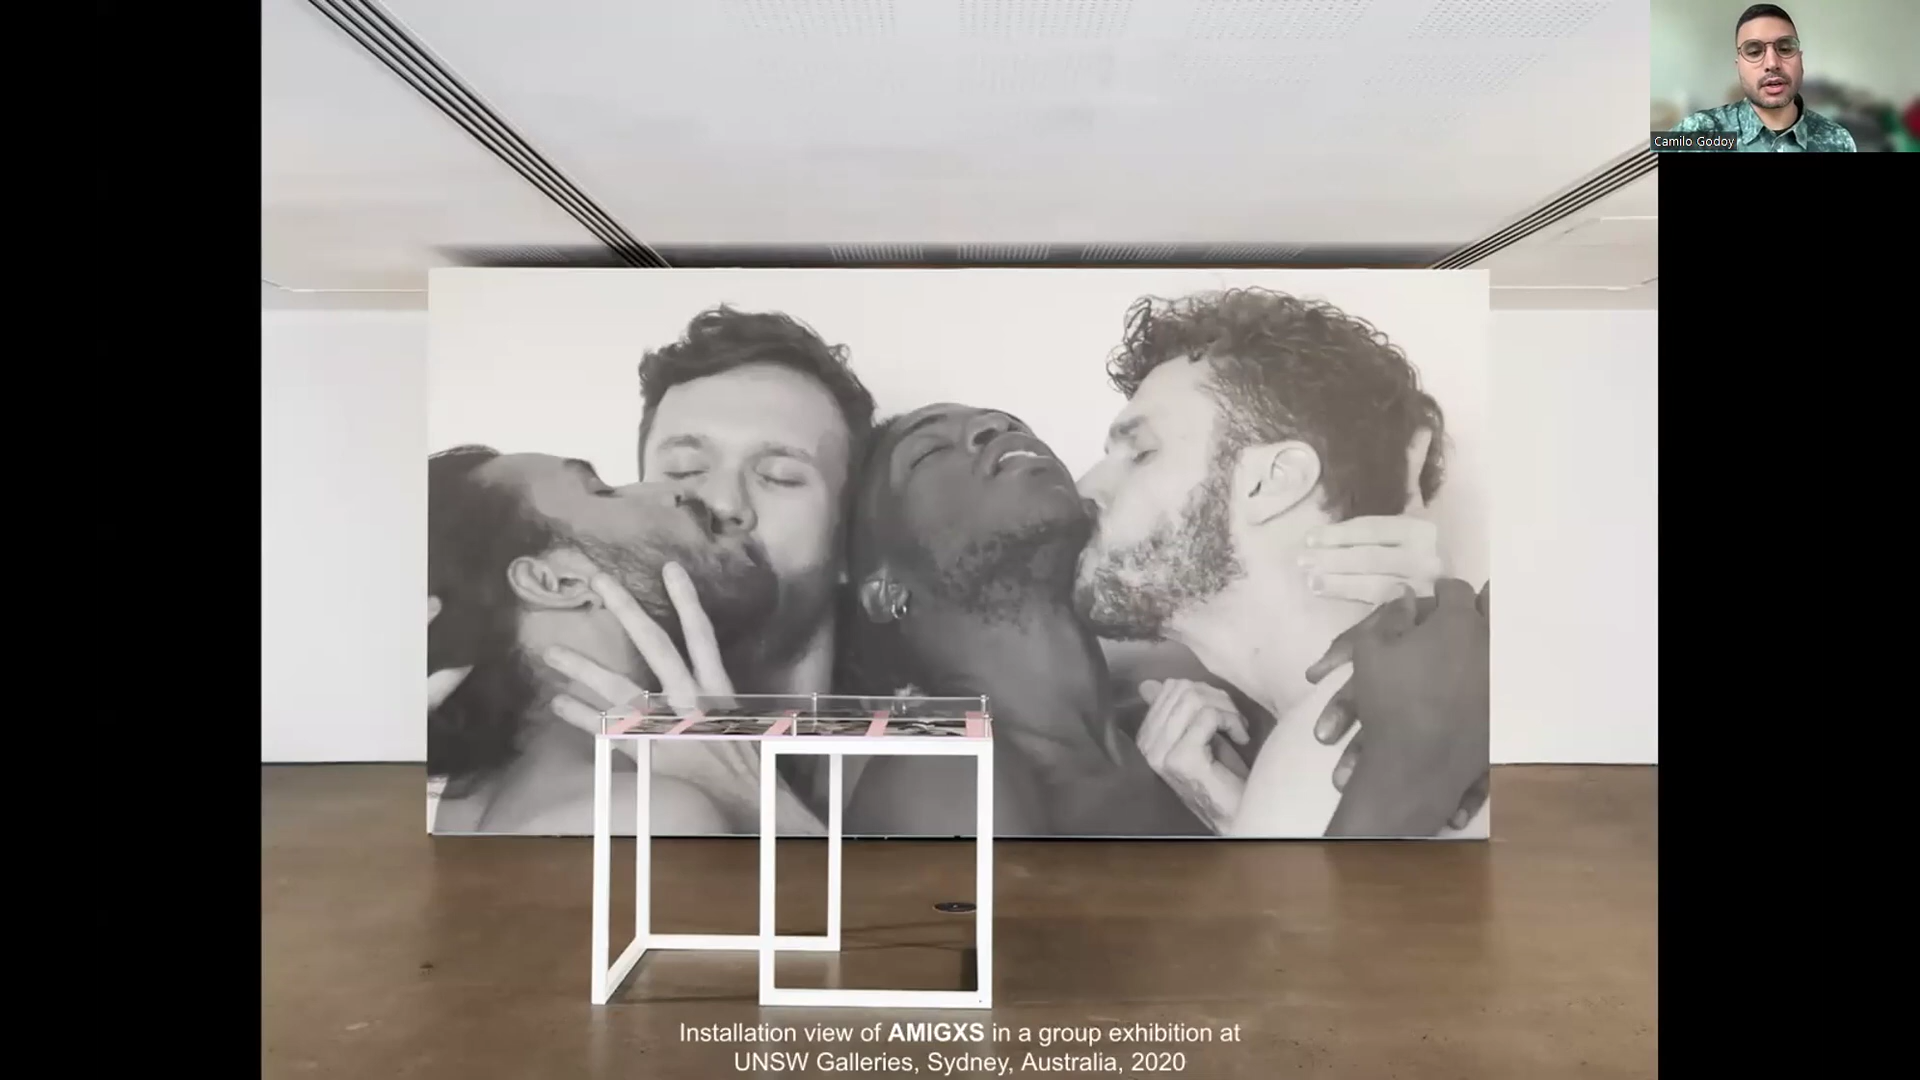 Camilo Godoy
Installation view of AMIGXS in a group exhibition at
UNSW Galleries, Sydney, Australia, 2020